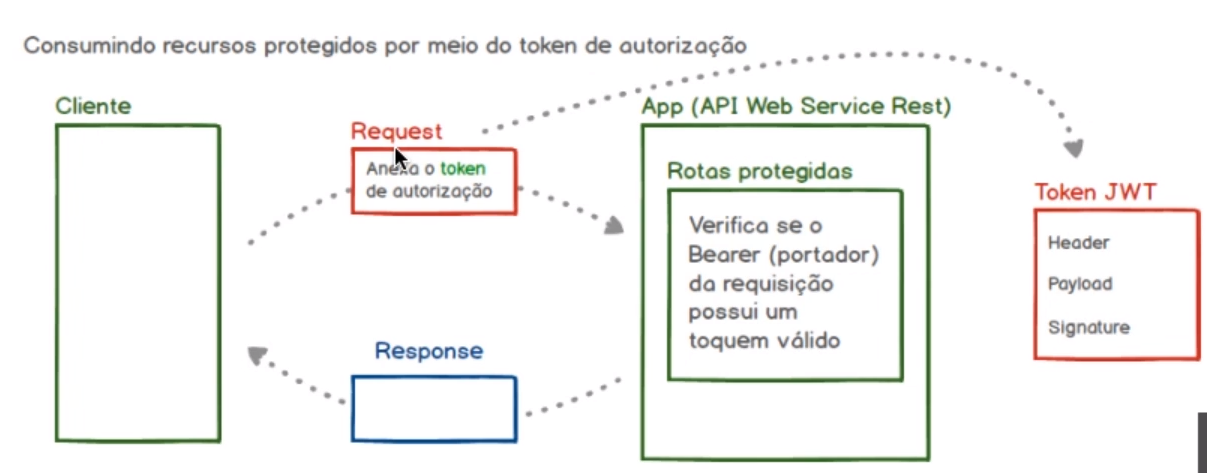 Consumindo recursos protegidos por meio do token de autorização
Cliente
Request
Anexa o token
de autorização
App (API Web Service Rest)
Rotas protegidas
Verifica se o
Bearer (portador)
da requisição
possui um
toquem válido
Token JWT
Header
Payload
Signature
Response